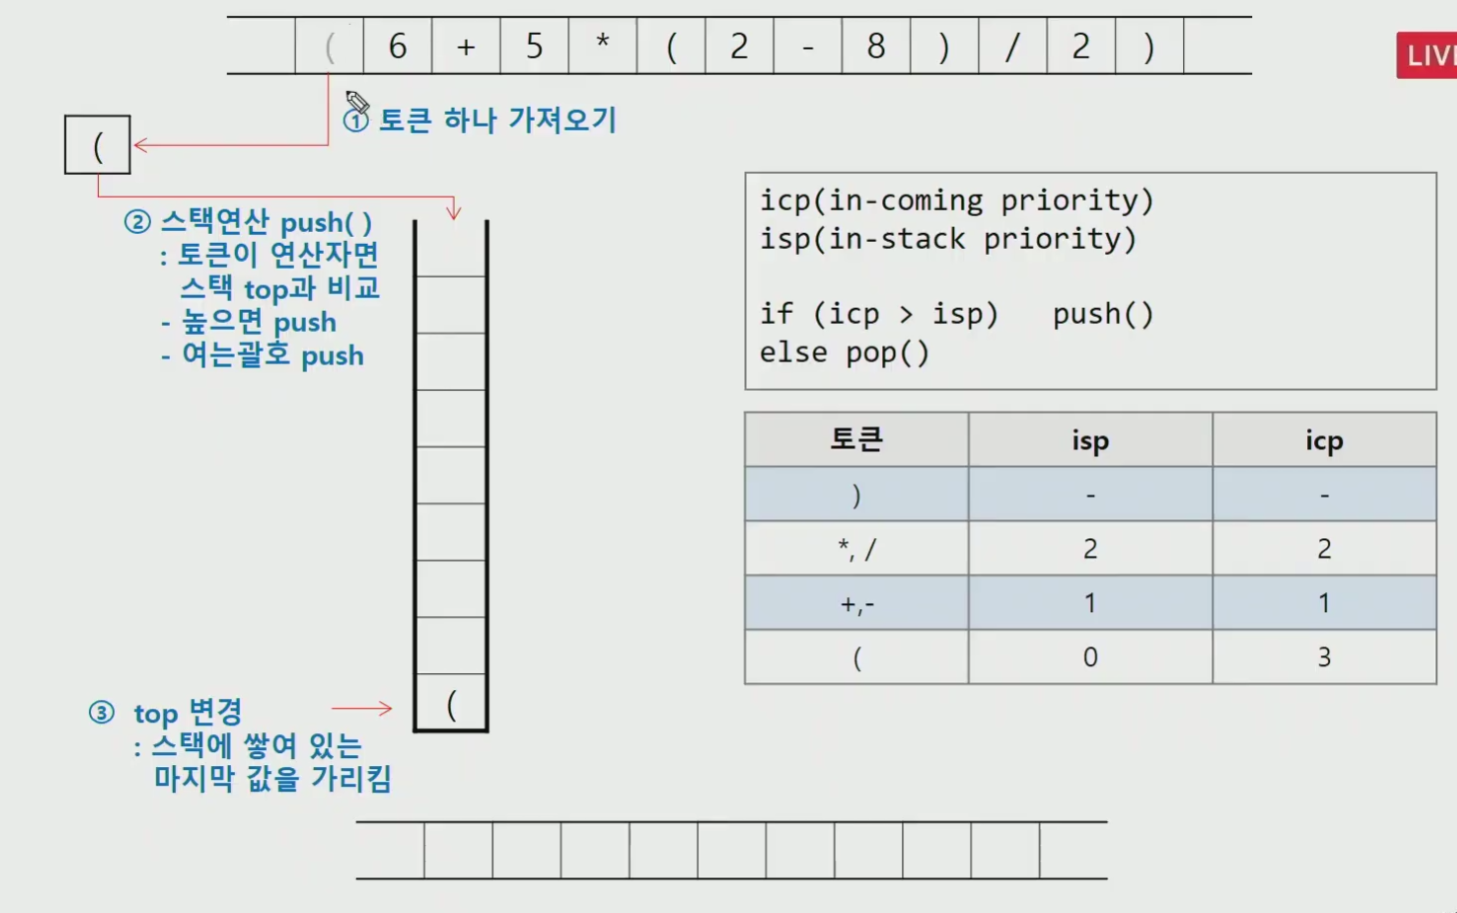 ( 6 + 5 * ( 2 - 8 ) / 2 )
LIV
① 토큰 하나 가져오기
(
② 스택연산 push( )
: 토큰이 연산자면
스택 top과 비교
- 높으면 push
- 여는괄호 push
icp(in-coming priority)
isp(in-stack priority)
if (icp > isp) push()
else pop()
토큰 isp icp
) - -
*, / 2 2
+,- 1 1
( 0 3
(
③ top 변경
: 스택에 쌓여 있는
마지막 값을 가리킴